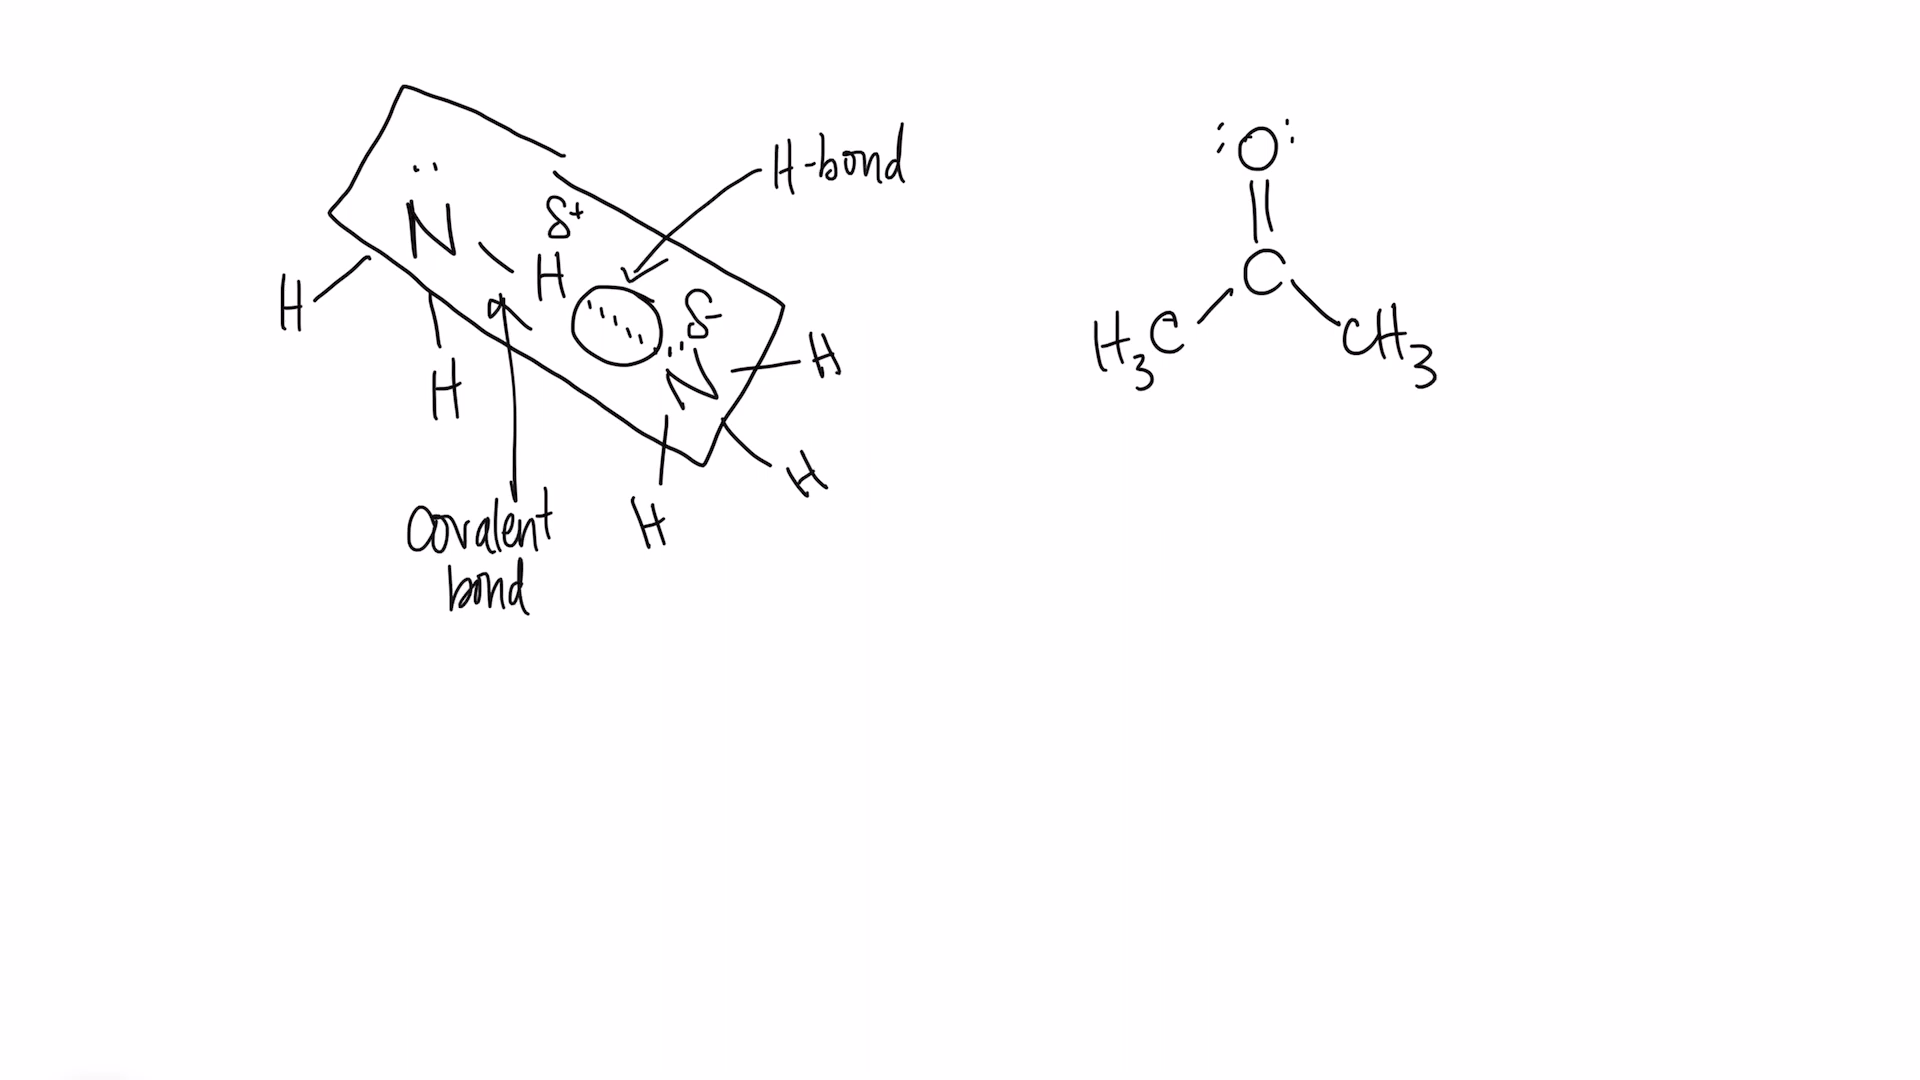 H-bond
N
δ+
H
H
H
δ-
N
H
H
H
covalent
bond
O
C
H₃C
CH₃